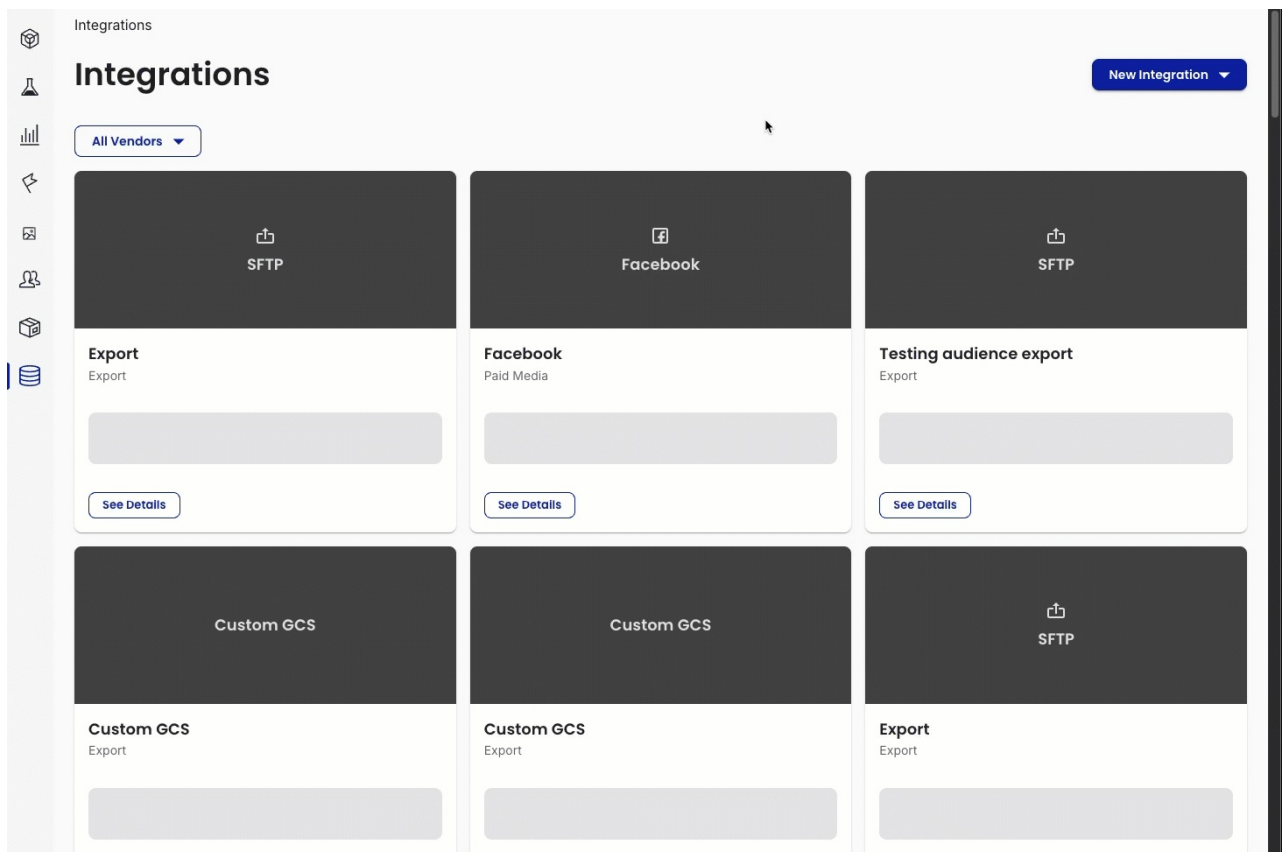 Integrations
Integrations
New Integration
All Vendors
SFTP
Facebook
SFTP
Export
Export
Facebook
Paid Media
Testing audience export
Export
See Details
See Details
See Details
Custom GCS
Custom GCS
SFTP
Custom GCS
Export
Custom GCS
Export
Export
Export